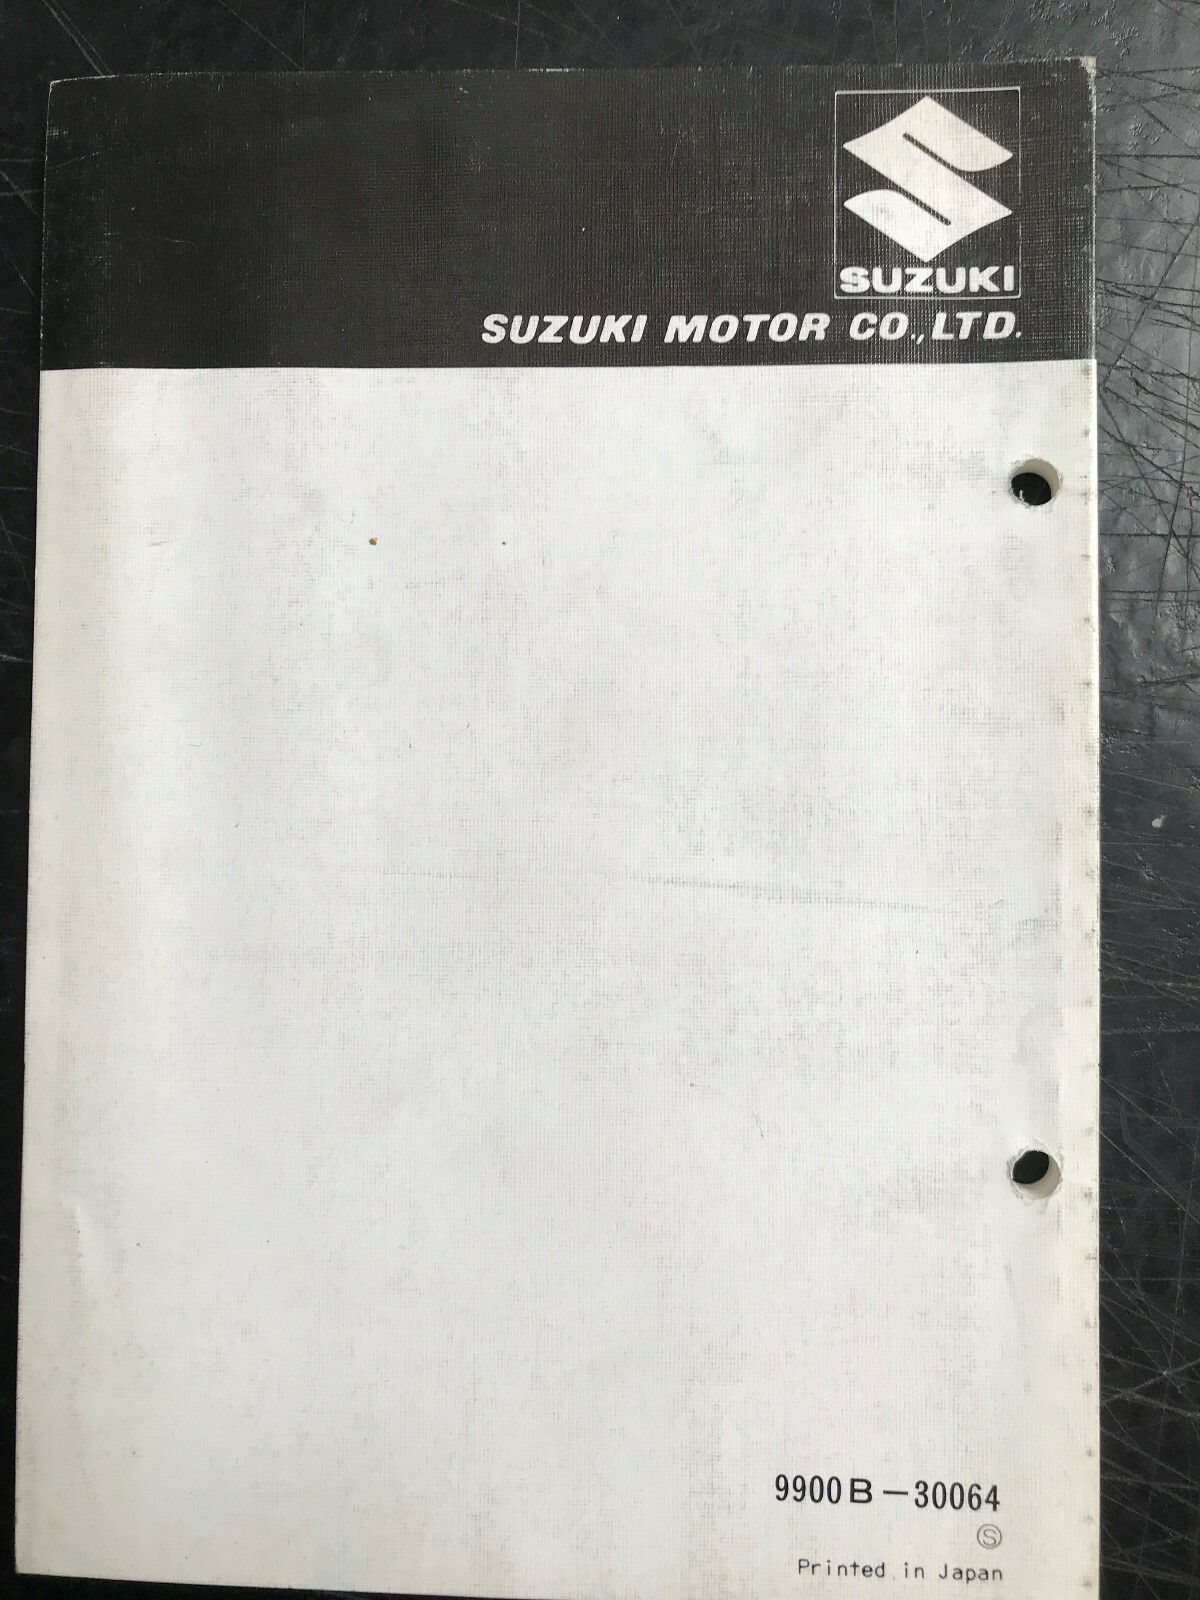 SUZUKI
SUZUKI MOTOR CO.,LTD.
9900B-30064
Ⓢ
Printed in Japan